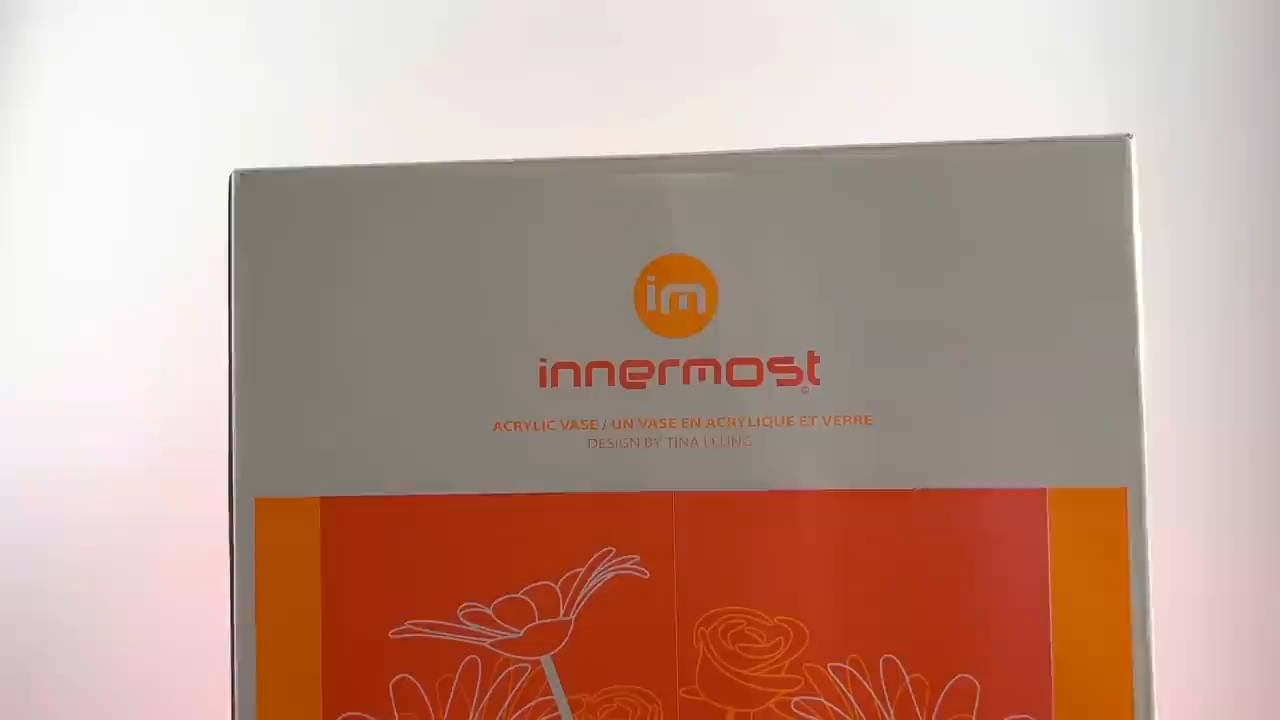 im
innermost
©
ACRYLIC VASE / UN VASE EN ACRYLIQUE ET VERRE
DESIGN BY TINA LEUNG